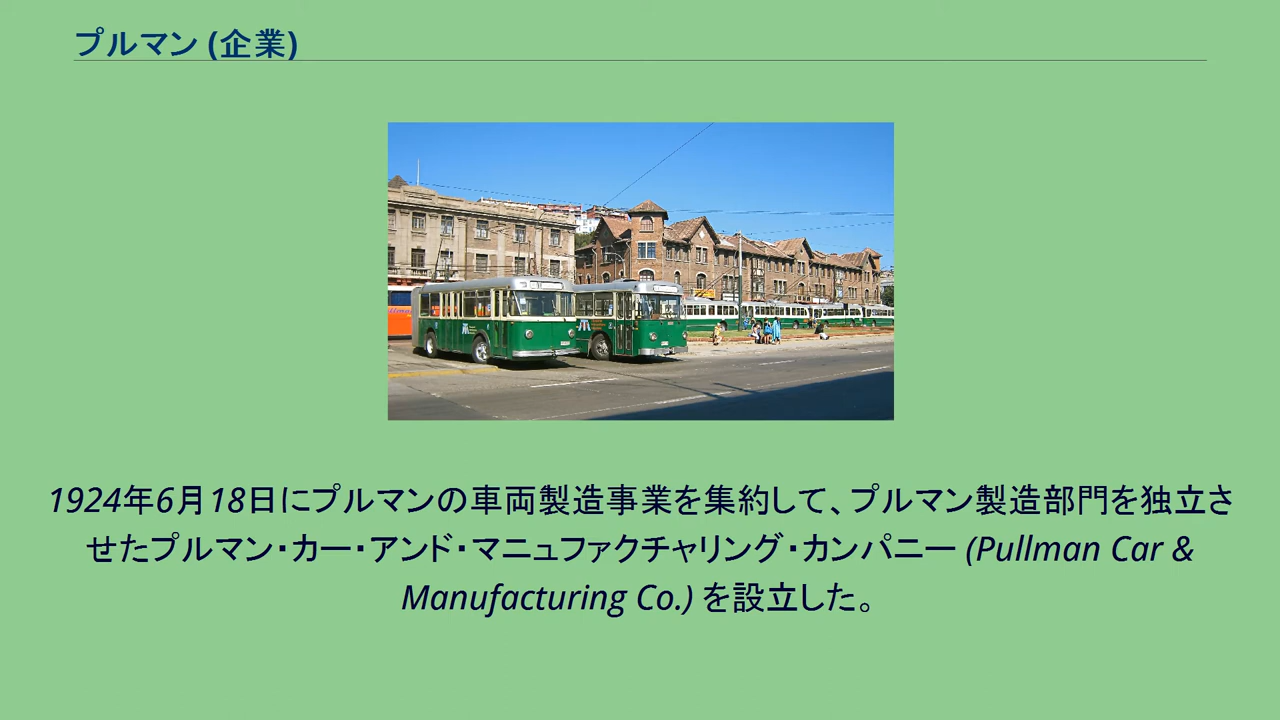 プルマン (企業)
1924年6月18日にプルマンの車両製造事業を集約して、プルマン製造部門を独立さ
せたプルマン・カー・アンド・マニュファクチャリング・カンパニー (Pullman Car &
Manufacturing Co.) を設立した。